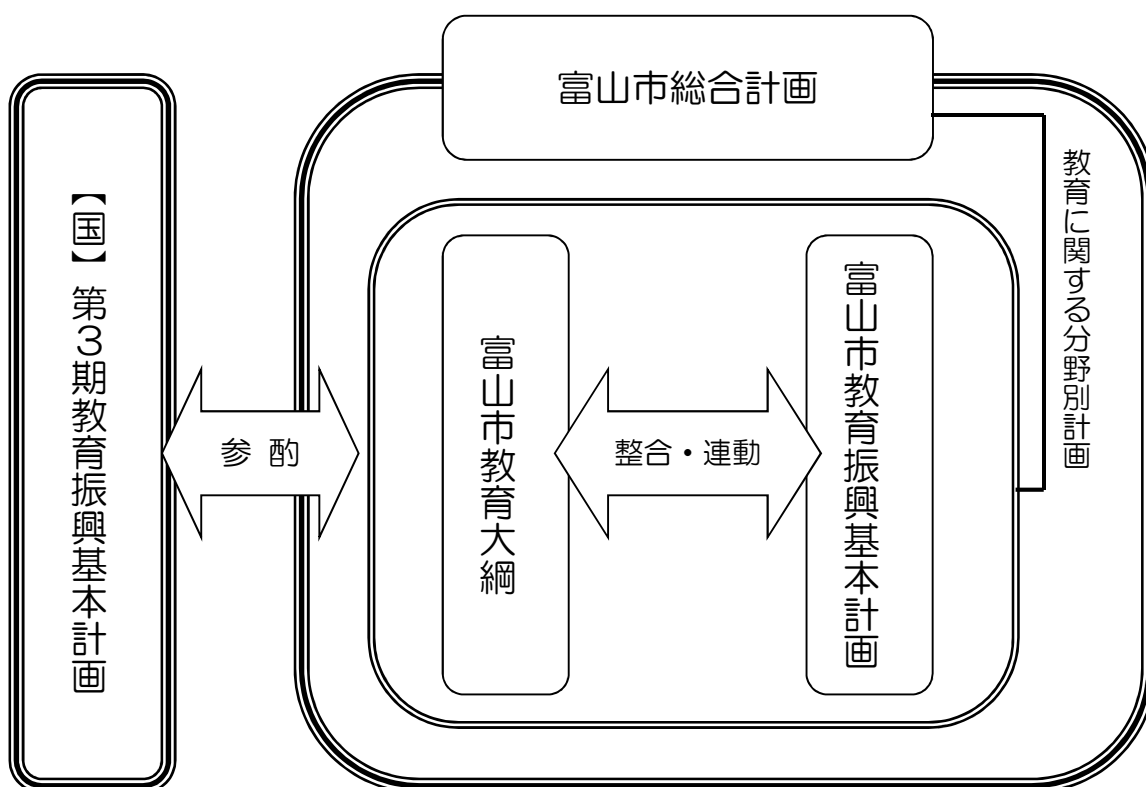 富山市総合計画
教育に関する分野別計画
【国】 第3期教育振興基本計画
参 酌
富山市教育大綱
整合・連動
富山市教育振興基本計画